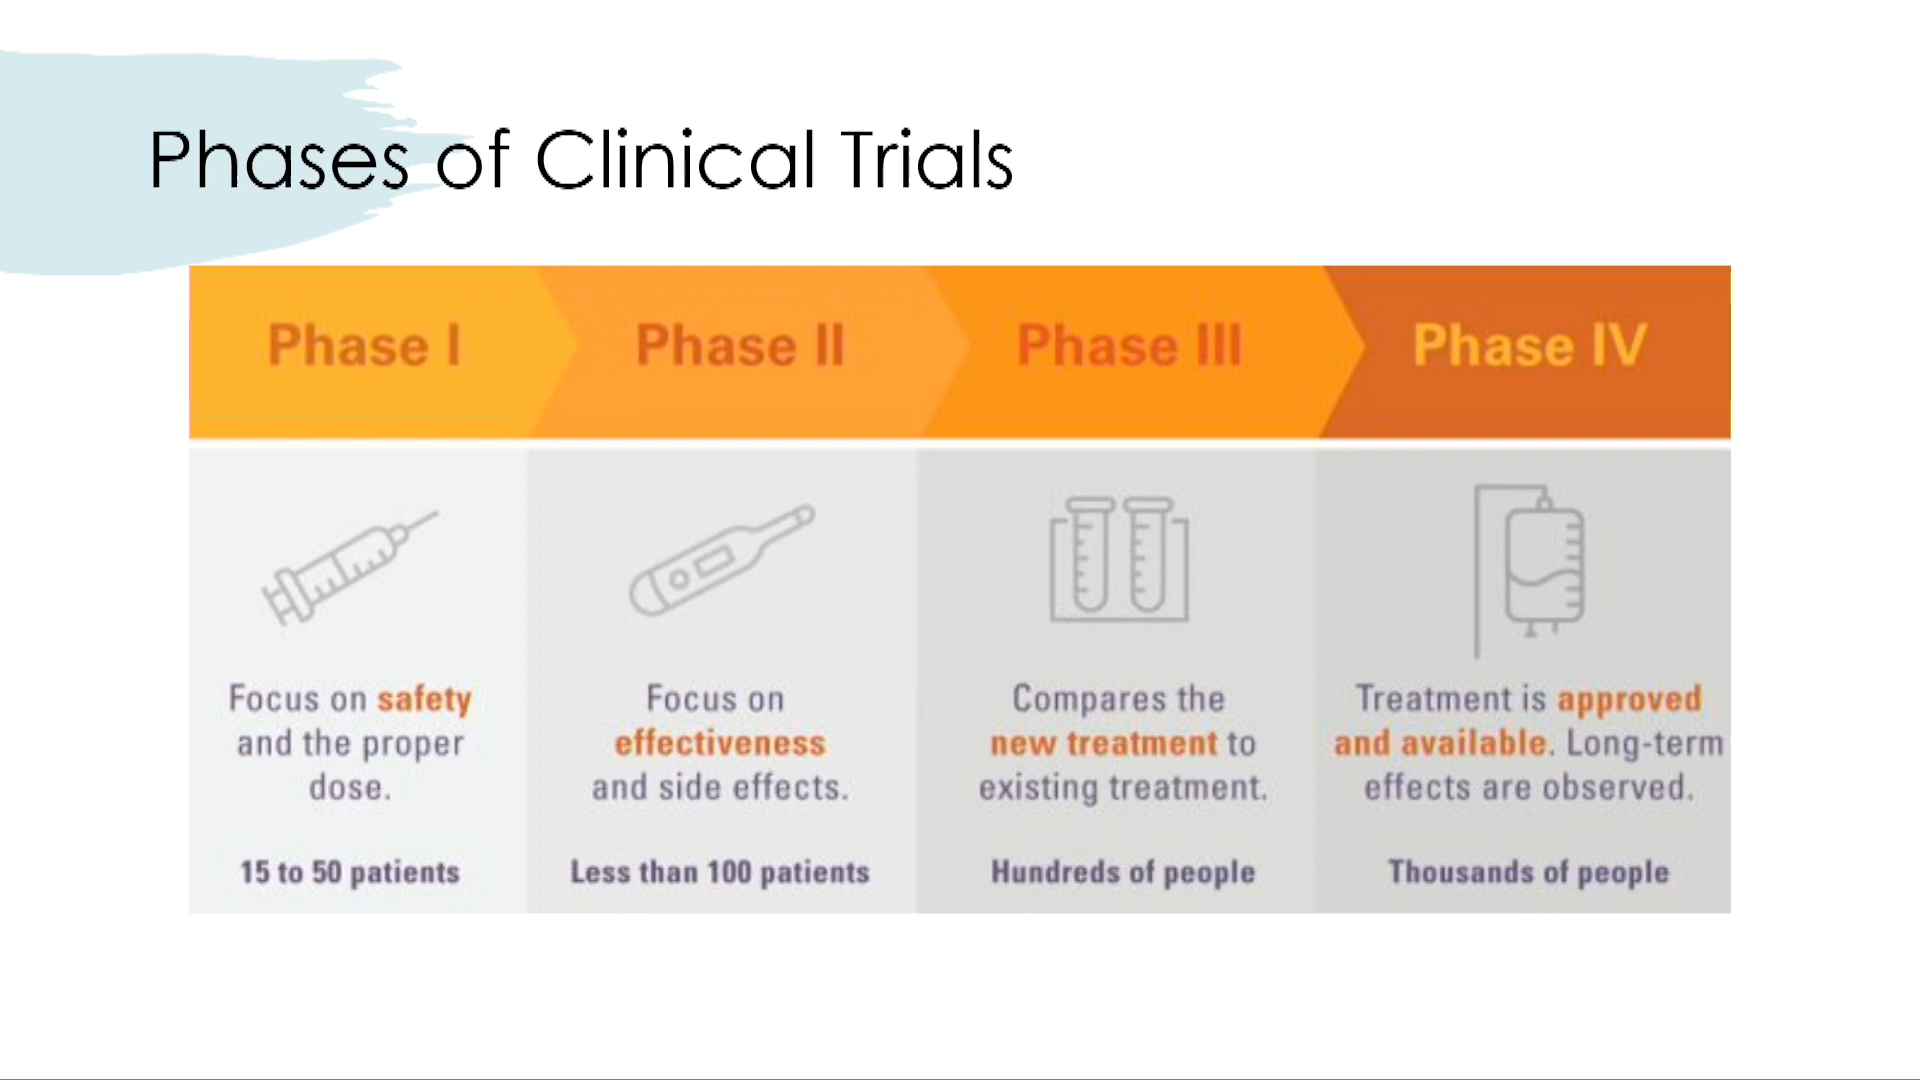 Phases of Clinical Trials
Phase I
Phase II
Phase III
Phase IV
Focus on safety
and the proper
dose.
15 to 50 patients
Focus on
effectiveness
and side effects.
Less than 100 patients
Compares the
new treatment to
existing treatment.
Hundreds of people
Treatment is approved
and available. Long-term
effects are observed.
Thousands of people